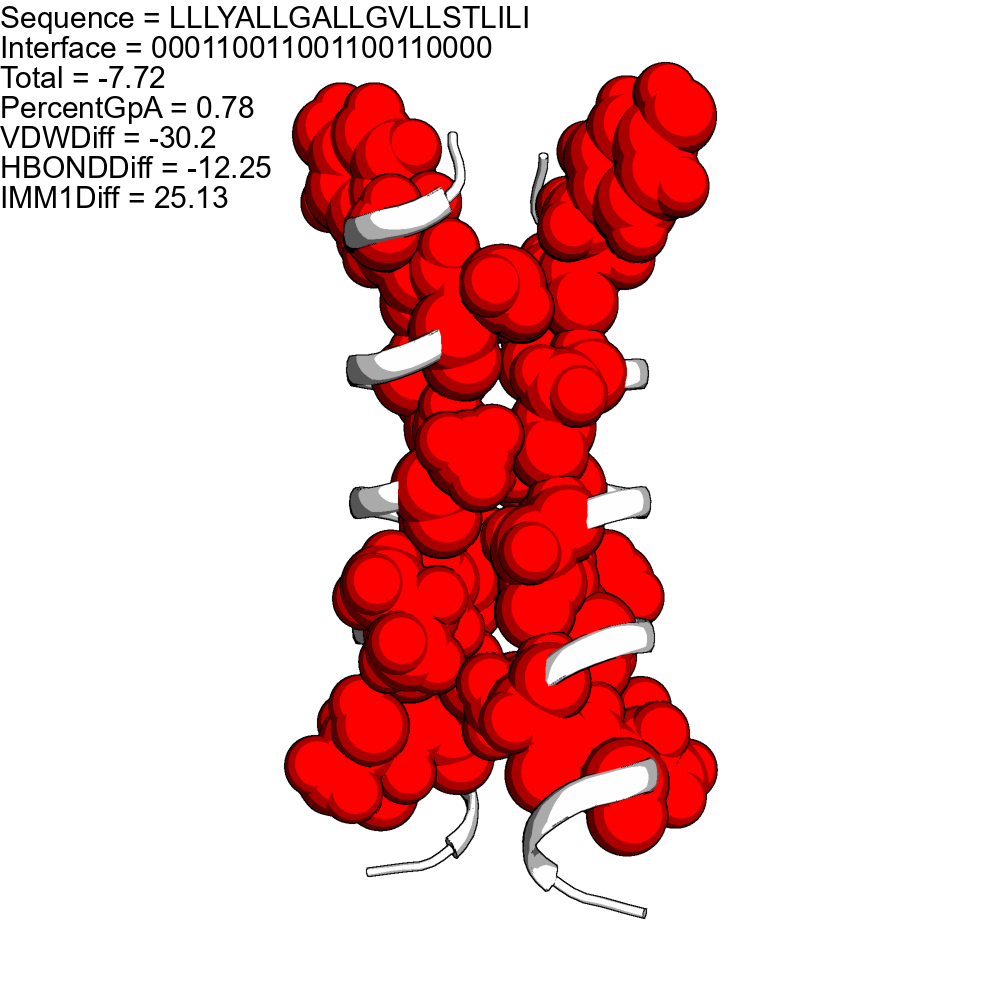 Sequence = LLLYALLGALLGVLLSTLILI
Interface = 000110011001100110000
Total = -7.72
PercentGpA = 0.78
VDWDiff = -30.2
HBONDDiff = -12.25
IMM1Diff = 25.13